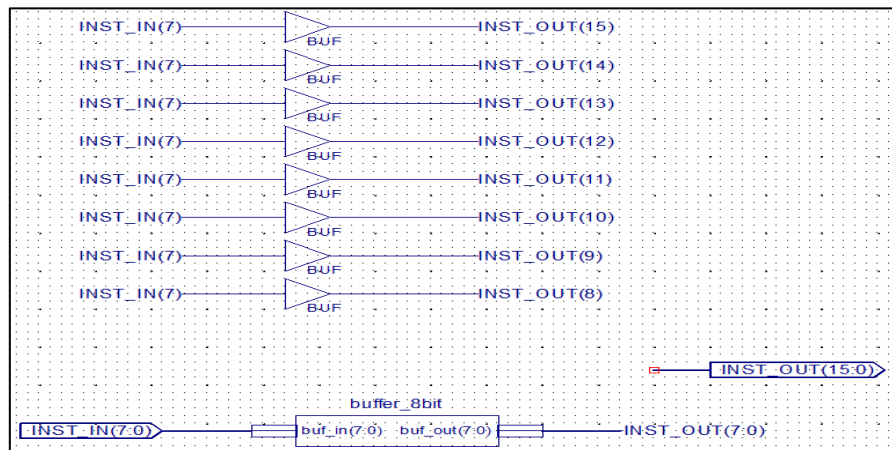 INST_IN(7) INST_OUT(15)
BUF
INST_IN(7) INST_OUT(14)
BUF
INST_IN(7) INST_OUT(13)
BUF
INST_IN(7) INST_OUT(12)
BUF
INST_IN(7) INST_OUT(11)
BUF
INST_IN(7) INST_OUT(10)
BUF
INST_IN(7) INST_OUT(9)
BUF
INST_IN(7) INST_OUT(8)
BUF
INST_OUT(15:0)
buffer_8bit
INST_IN(7:0) buf_in(7:0) buf_out(7:0) INST_OUT(7:0)